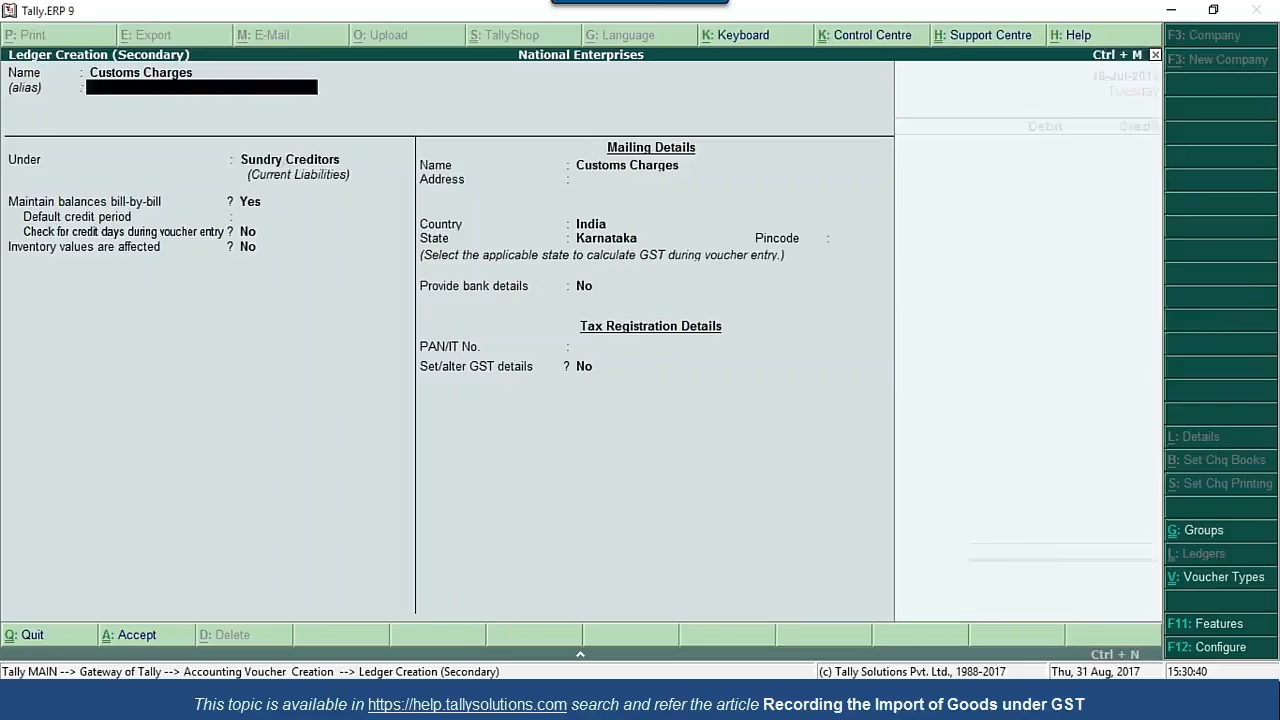 Tally.ERP 9
P: Print E: Export M: E-Mail O: Upload S: TallyShop G: Language K: Keyboard K: Control Centre H: Support Centre H: Help
F3: Company
Ledger Creation (Secondary) National Enterprises Ctrl + M
F3: New Company
Name : Customs Charges
(alias) :
Tuesday
Debit
Under : Sundry Creditors
(Current Liabilities)
Maintain balances bill-by-bill ? Yes
Default credit period :
Check for credit days during voucher entry ? No
Inventory values are affected ? No
Mailing Details
Name : Customs Charges
Address :
Country : India
State : Karnataka Pincode :
(Select the applicable state to calculate GST during voucher entry.)
Provide bank details : No
Tax Registration Details
PAN/IT No. :
Set/alter GST details ? No
L: Details
B: Set Chq Books
S: Set Chq Printing
G: Groups
L: Ledgers
V: Voucher Types
F11: Features
F12: Configure
Q: Quit A: Accept D: Delete
Ctrl + N
Tally MAIN --> Gateway of Tally --> Accounting Voucher Creation --> Ledger Creation (Secondary) (c) Tally Solutions Pvt. Ltd., 1988-2017 Thu, 31 Aug, 2017 15:30:40
This topic is available in https://help.tallysolutions.com search and refer the article Recording the Import of Goods under GST